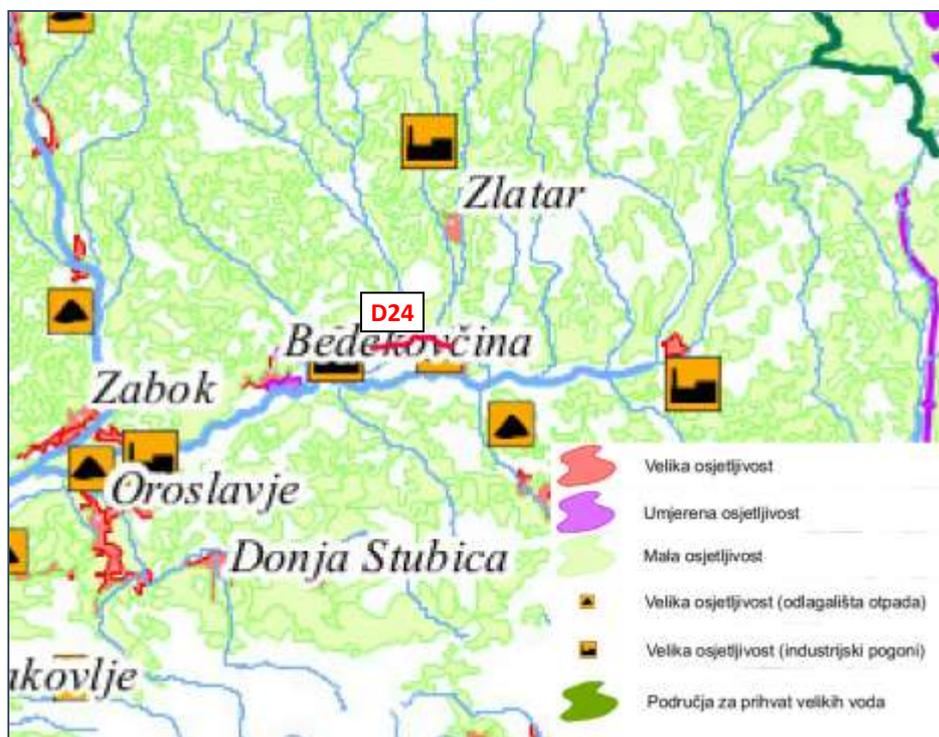 Zlatar
D24
Bedekovčina
Zabok
Oroslavje
Donja Stubica
akovlje
Velika osjetljivost
Umjerena osjetljivost
Mala osjetljivost
Velika osjetljivost (odlagališta otpada)
Velika osjetljivost (industrijski pogoni)
Područja za prihvat velikih voda